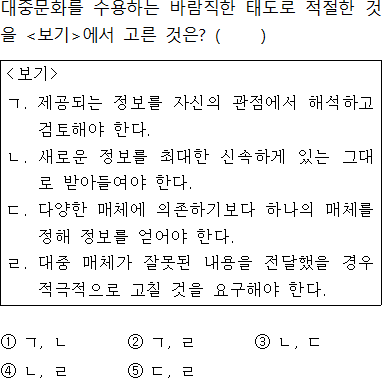 대중문화를 수용하는 바람직한 태도로 적절한 것
을 <보기>에서 고른 것은? (    )
<보기>
ㄱ. 제공되는 정보를 자신의 관점에서 해석하고
검토해야 한다.
ㄴ. 새로운 정보를 최대한 신속하게 있는 그대
로 받아들여야 한다.
ㄷ. 다양한 매체에 의존하기보다 하나의 매체를
정해 정보를 얻어야 한다.
ㄹ. 대중 매체가 잘못된 내용을 전달했을 경우
적극적으로 고칠 것을 요구해야 한다.
① ㄱ, ㄴ ② ㄱ, ㄹ ③ ㄴ, ㄷ
④ ㄴ, ㄹ ⑤ ㄷ, ㄹ